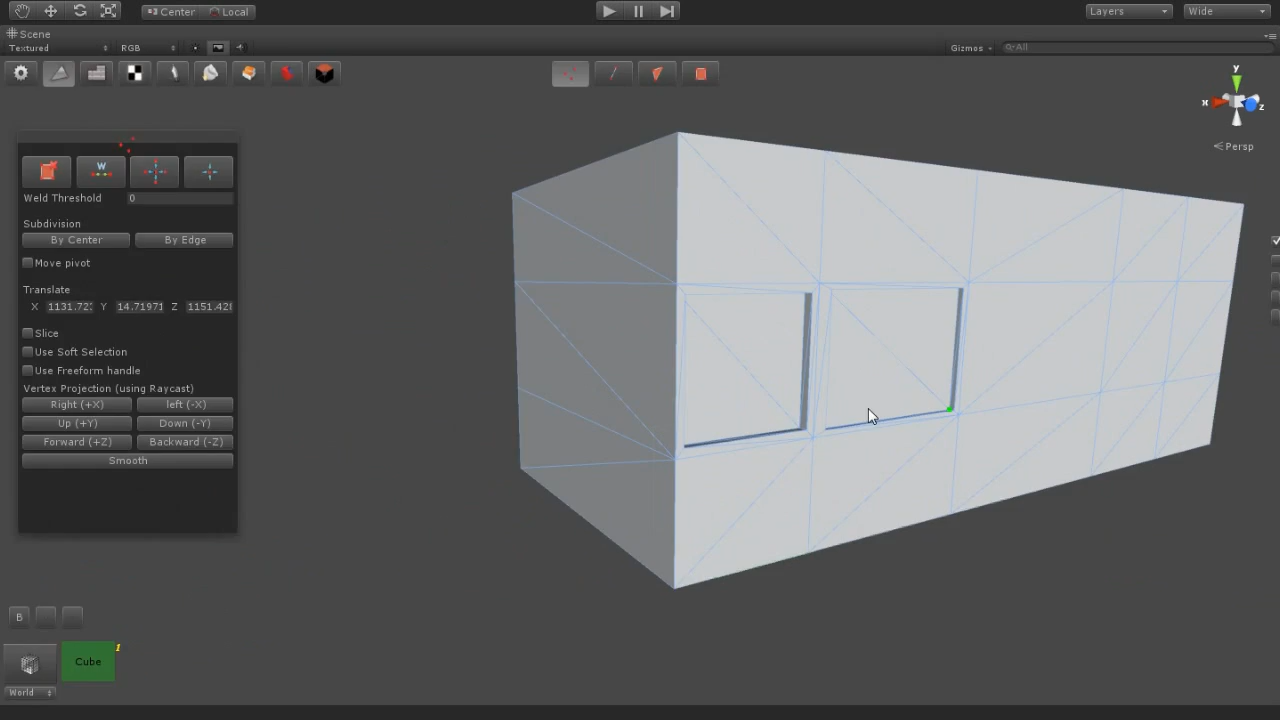 Center Local Layers Wide
Scene
Textured RGB Gizmos All
y
x z
Persp
W
Weld Threshold 0
Subdivision
By Center By Edge
Move pivot
Translate
X 1131.72 Y 14.71971 Z 1151.42
Slice
Use Soft Selection
Use Freeform handle
Vertex Projection (using Raycast)
Right (+X) left (-X)
Up (+Y) Down (-Y)
Forward (+Z) Backward (-Z)
Smooth
B
Cube 1
World